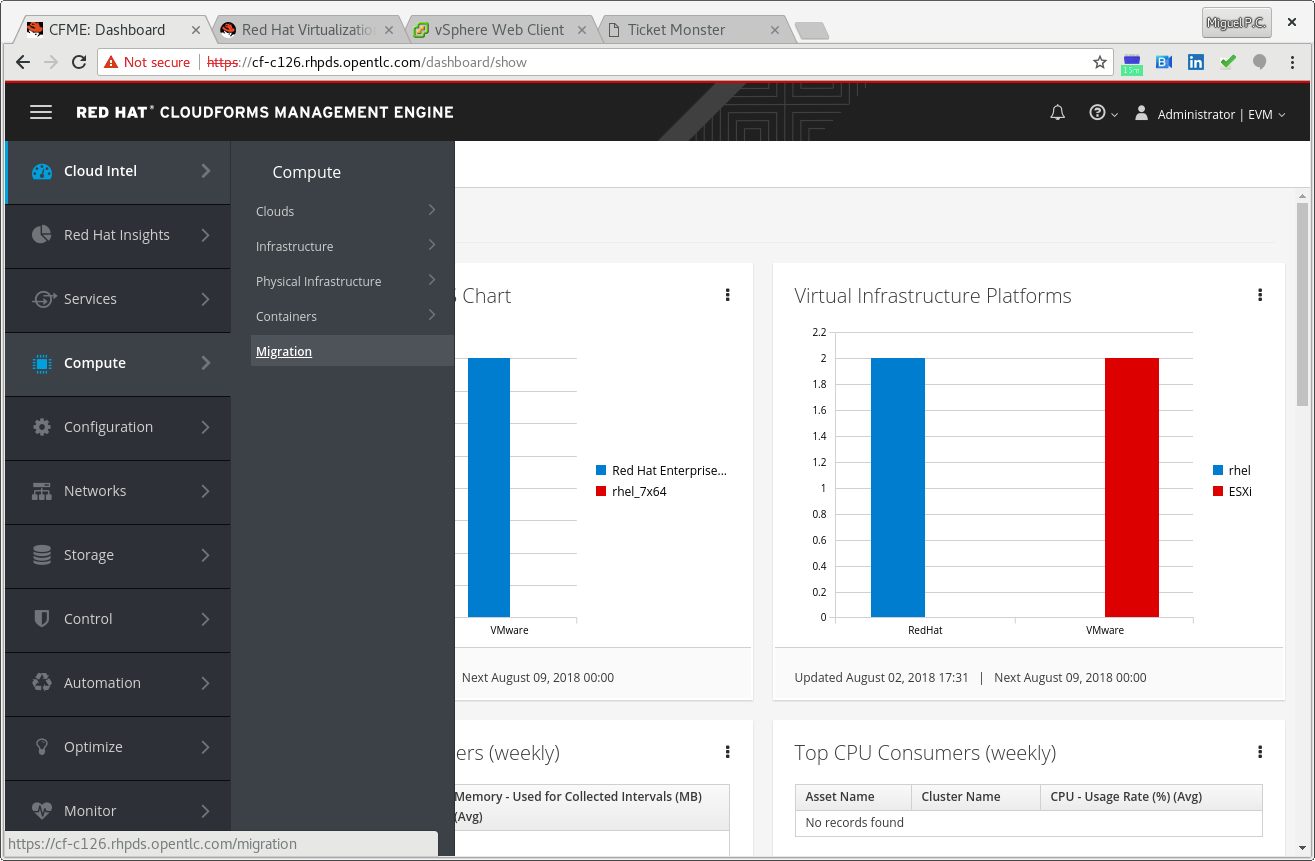 CFME: Dashboard
Red Hat Virtualizatio
vSphere Web Client
Ticket Monster
Miguel P.C.
Not secure
https://cf-c126.rhpds.opentlc.com/dashboard/show
RED HAT® CLOUDFORMS MANAGEMENT ENGINE
Administrator | EVM
Cloud Intel
Red Hat Insights
Services
Compute
Configuration
Networks
Storage
Control
Automation
Optimize
Monitor
Compute
Clouds
Infrastructure
Physical Infrastructure
Containers
Migration
S Chart
VMware
Red Hat Enterprise...
rhel_7x64
Next August 09, 2018 00:00
Virtual Infrastructure Platforms
2.2
2
1.8
1.6
1.4
1.2
1
0.8
0.6
0.4
0.2
0
RedHat
VMware
rhel
ESXi
Updated August 02, 2018 17:31 | Next August 09, 2018 00:00
ers (weekly)
Memory - Used for Collected Intervals (MB)
(Avg)
Top CPU Consumers (weekly)
Asset Name
Cluster Name
CPU - Usage Rate (%) (Avg)
No records found
https://cf-c126.rhpds.opentlc.com/migration